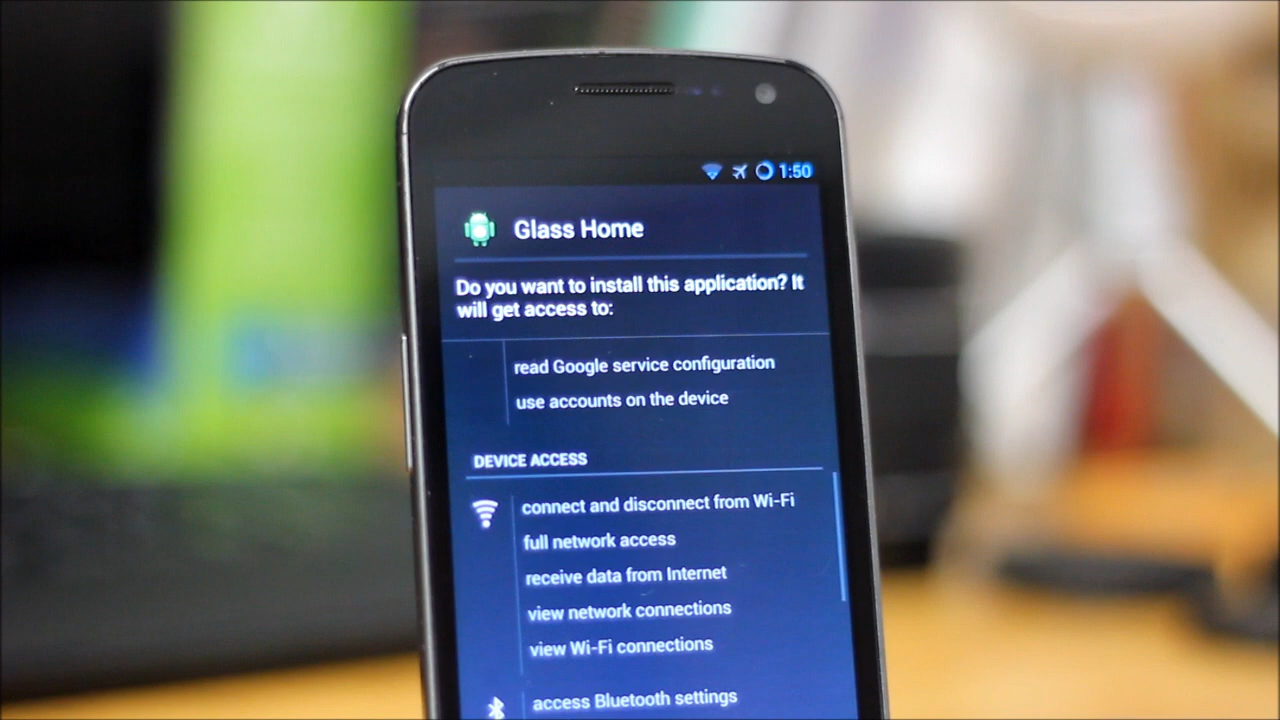 1:50
Glass Home
Do you want to install this application? It
will get access to:
read Google service configuration
use accounts on the device
DEVICE ACCESS
connect and disconnect from Wi-Fi
full network access
receive data from Internet
view network connections
view Wi-Fi connections
access Bluetooth settings